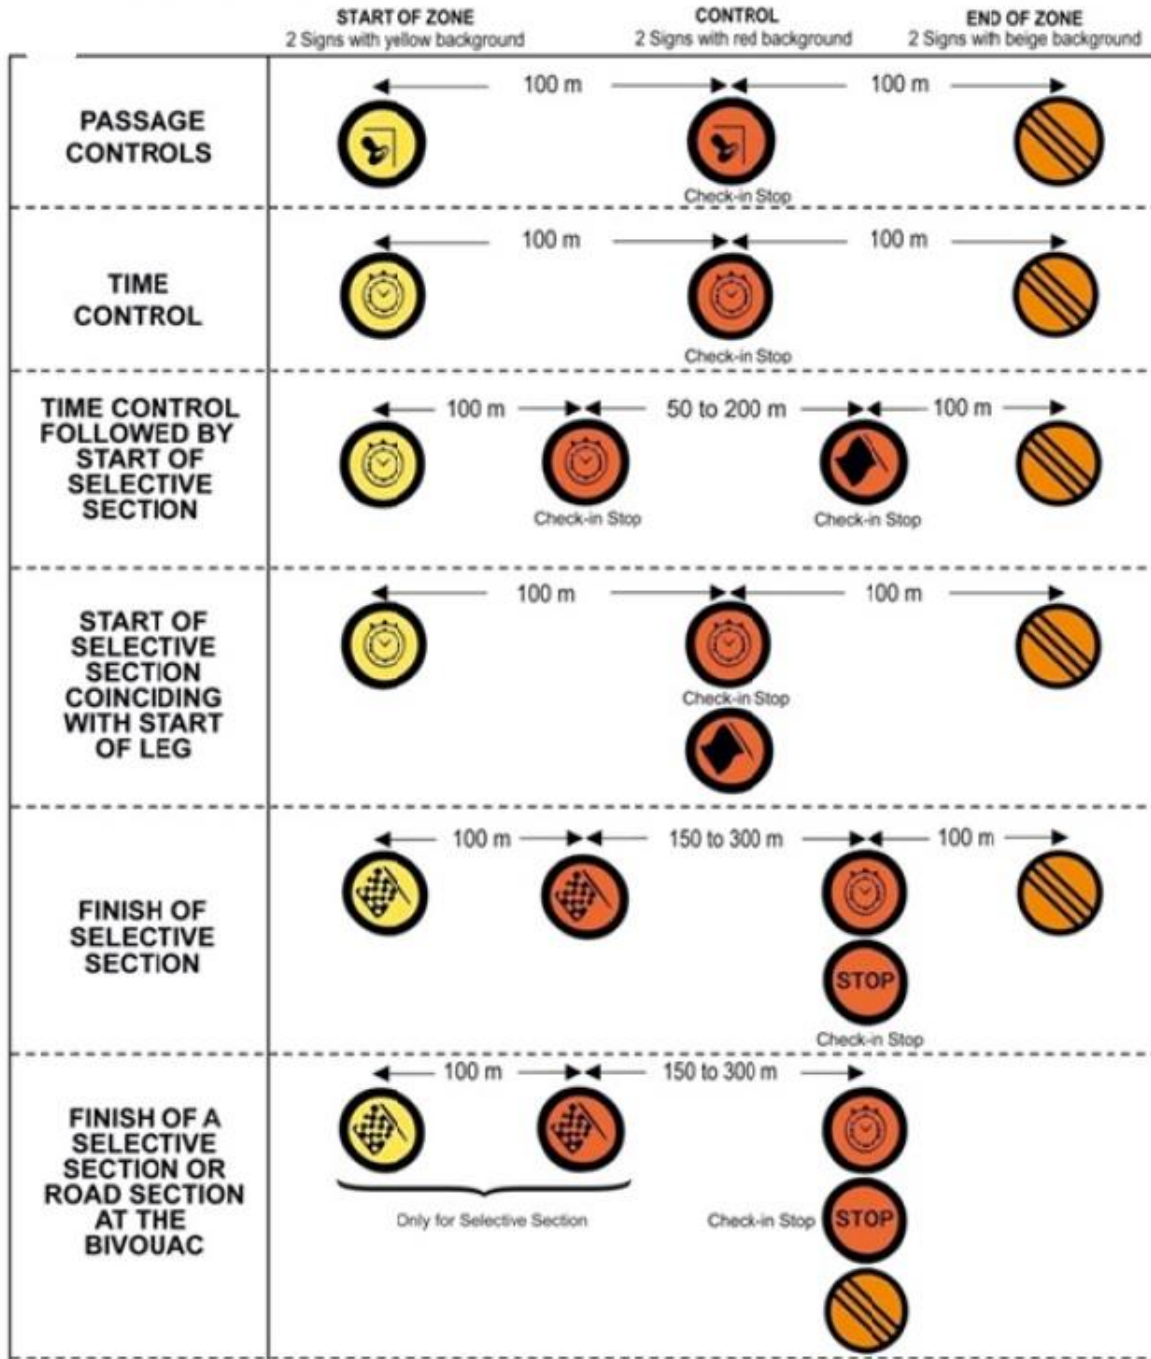 START OF ZONE
2 Signs with yellow background
CONTROL
2 Signs with red background
END OF ZONE
2 Signs with beige background
PASSAGE
CONTROLS
100 m
100 m
Check-in Stop
TIME
CONTROL
100 m
100 m
Check-in Stop
TIME CONTROL
FOLLOWED BY
START OF
SELECTIVE
SECTION
100 m
50 to 200 m
100 m
Check-in Stop
Check-in Stop
START OF
SELECTIVE
SECTION
COINCIDING
WITH START
OF LEG
100 m
100 m
Check-in Stop
FINISH OF
SELECTIVE
SECTION
100 m
150 to 300 m
100 m
STOP
Check-in Stop
FINISH OF A
SELECTIVE
SECTION OR
ROAD SECTION
AT THE
BIVOUAC
100 m
150 to 300 m
Only for Selective Section
Check-in Stop
STOP